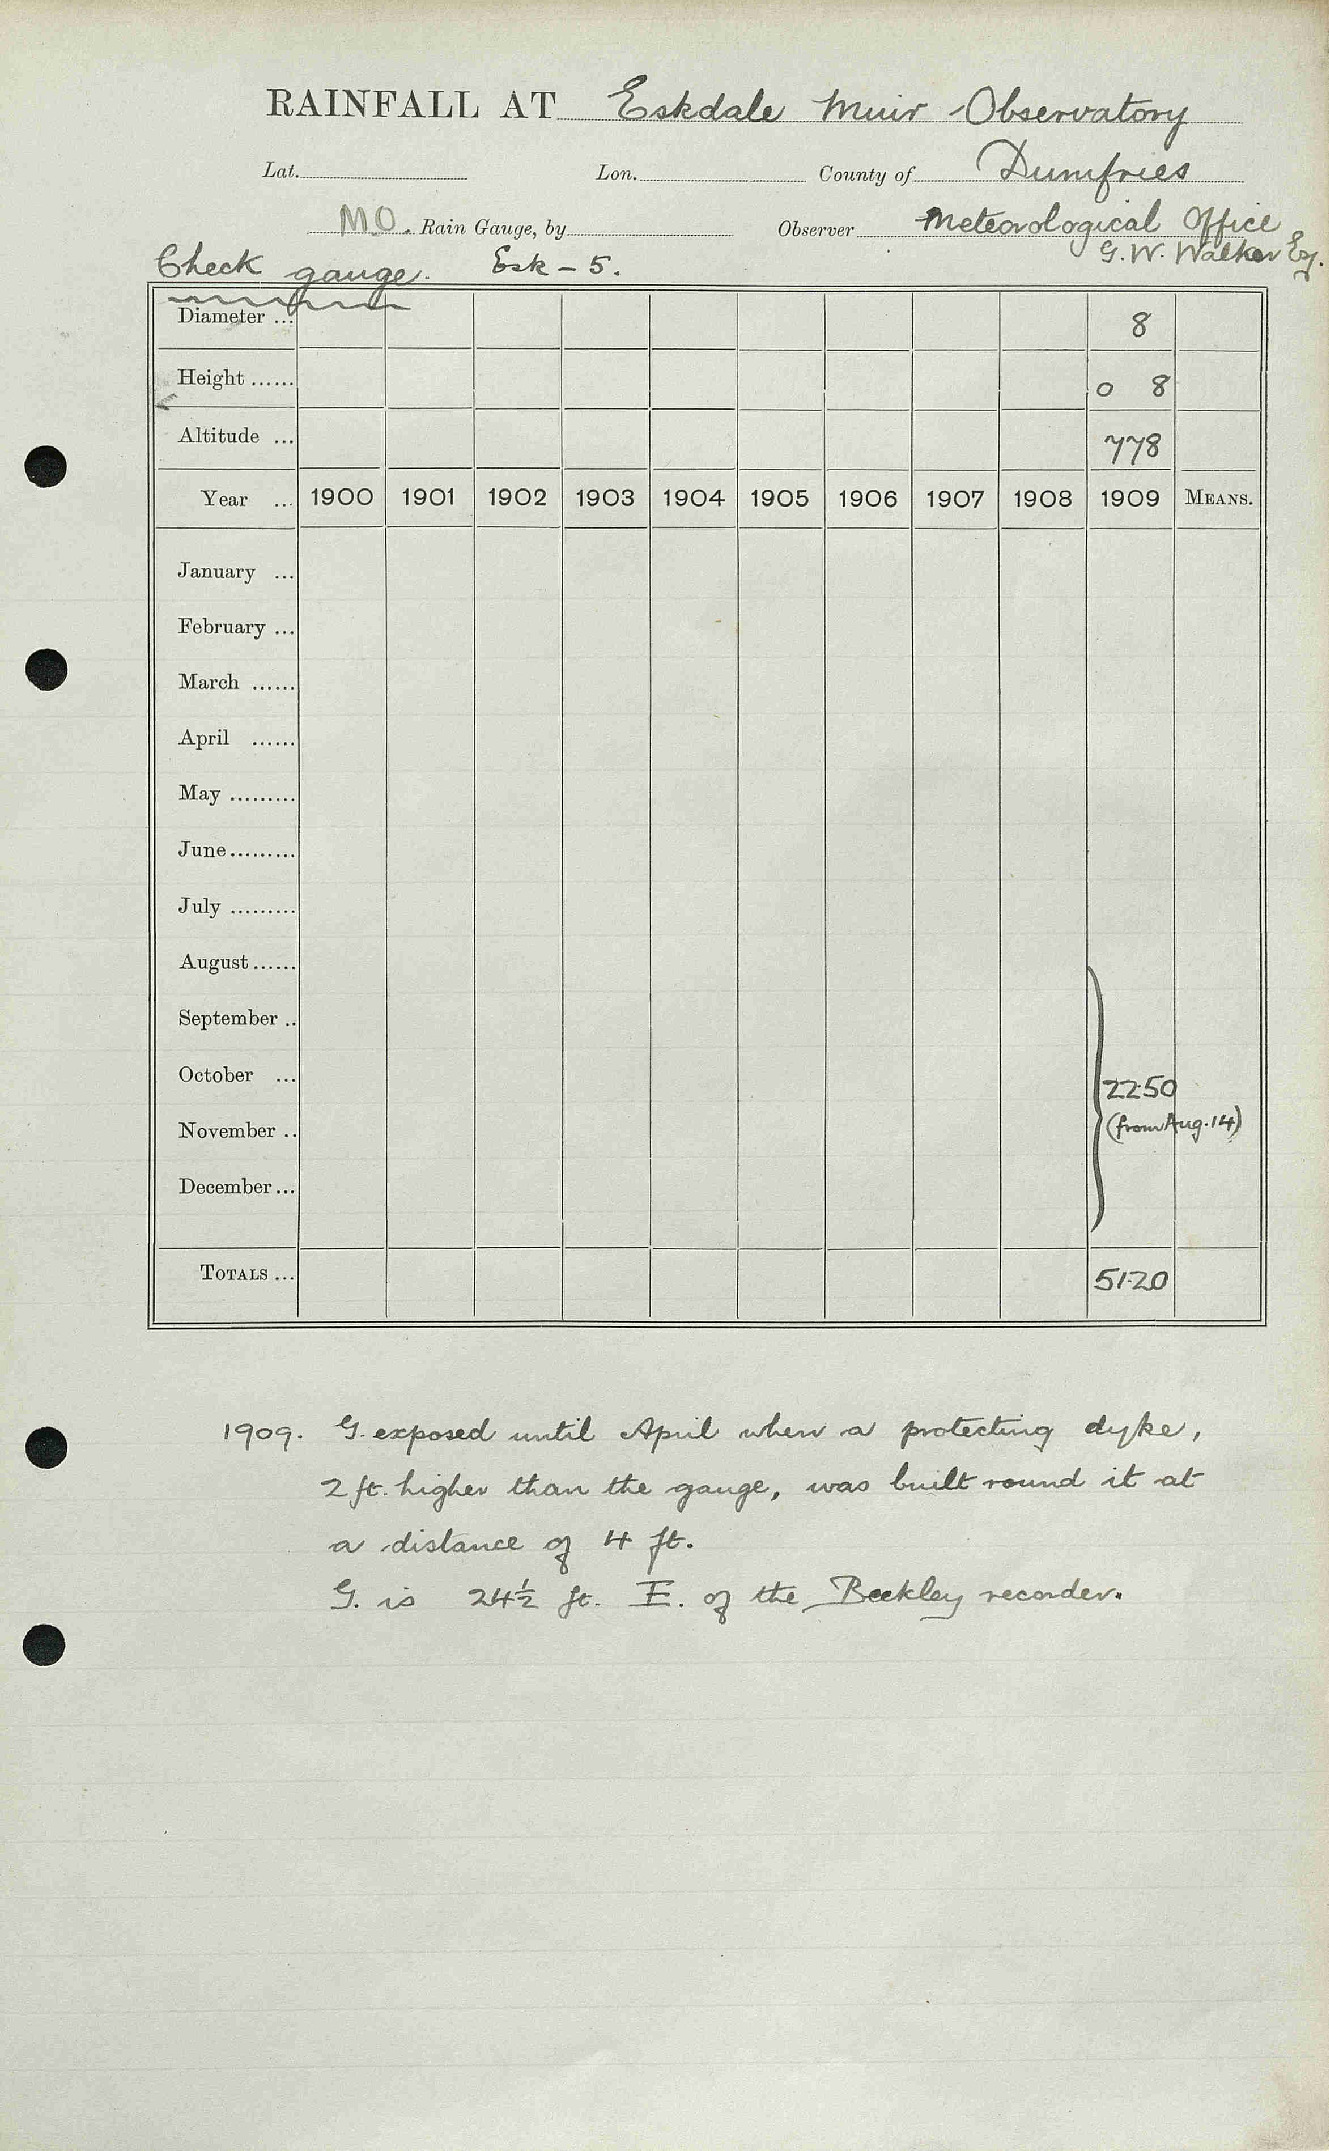 RAINFALL AT Eskdale Muir Observatory
Lat. Lon. County of Dumfries
M.O. Rain Gauge, by Observer Meteorological Office
G. W. Walker Esq.
Check gauge. Esk - 5.
Diameter ... 8
Height ...... 0 8
Altitude ... 778
Year ... 1900 1901 1902 1903 1904 1905 1906 1907 1908 1909 MEANS.
January ...
February ...
March ......
April ......
May .........
June .........
July .........
August ......
September ..
October ... 22.50
November .. (from Aug. 14)
December ...
TOTALS ... 51.20
1909. G. exposed until April when a protecting dyke,
2 ft. higher than the gauge, was built round it at
a distance of 4 ft.
G. is 24½ ft. E. of the Beckley recorder.